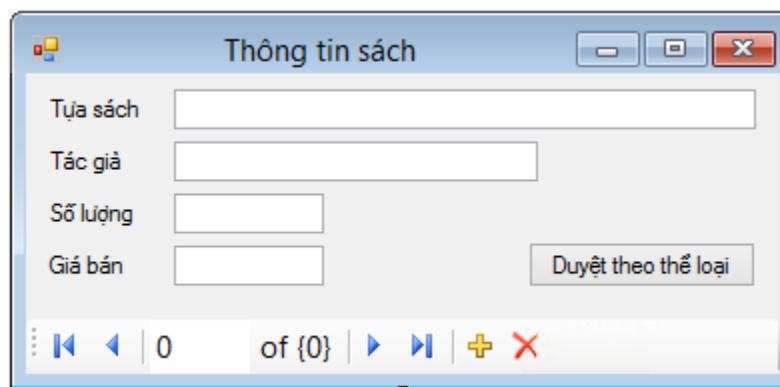 Thông tin sách
Tựa sách
Tác giả
Số lượng
Giá bán
Duyệt theo thể loại
0 of {0}